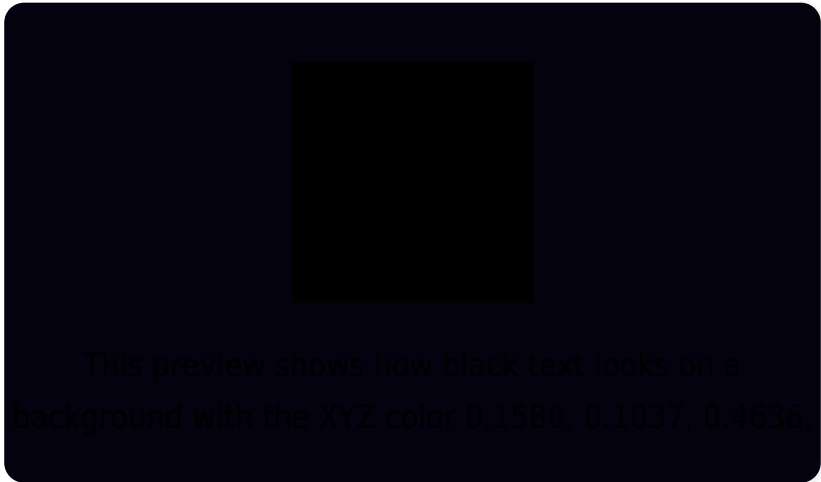 This preview shows how black text looks on a
background with the XYZ color 0.1580, 0.1037, 0.4636.